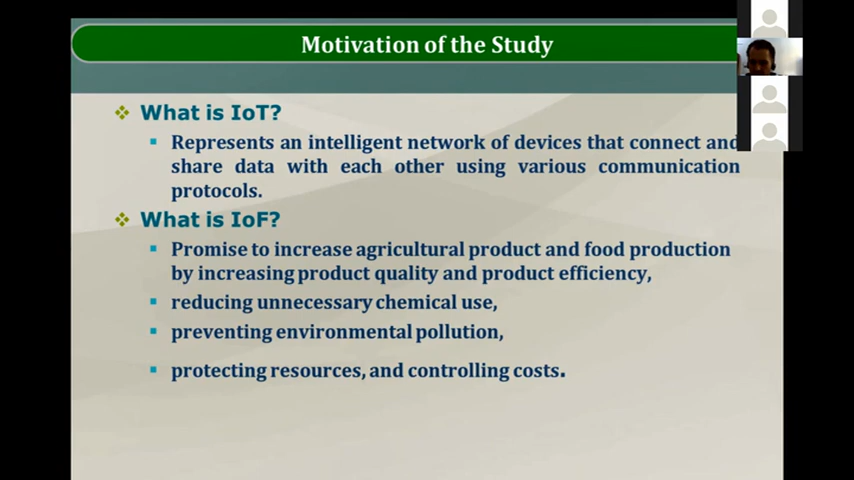 Motivation of the Study
What is IoT?
Represents an intelligent network of devices that connect and
share data with each other using various communication
protocols.
What is IoF?
Promise to increase agricultural product and food production
by increasing product quality and product efficiency,
reducing unnecessary chemical use,
preventing environmental pollution,
protecting resources, and controlling costs.